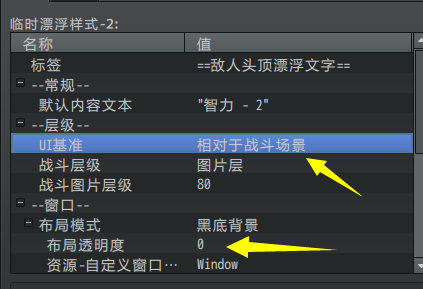 临时漂浮样式-2:
名称 值
标签 ==敌人头顶漂浮文字==
--常规--
默认内容文本 "智力 - 2"
--层级--
UI基准 相对于战斗场景
战斗层级 图片层
战斗图片层级 80
--窗口--
布局模式 黑底背景
布局透明度 0
资源-自定义窗口… Window